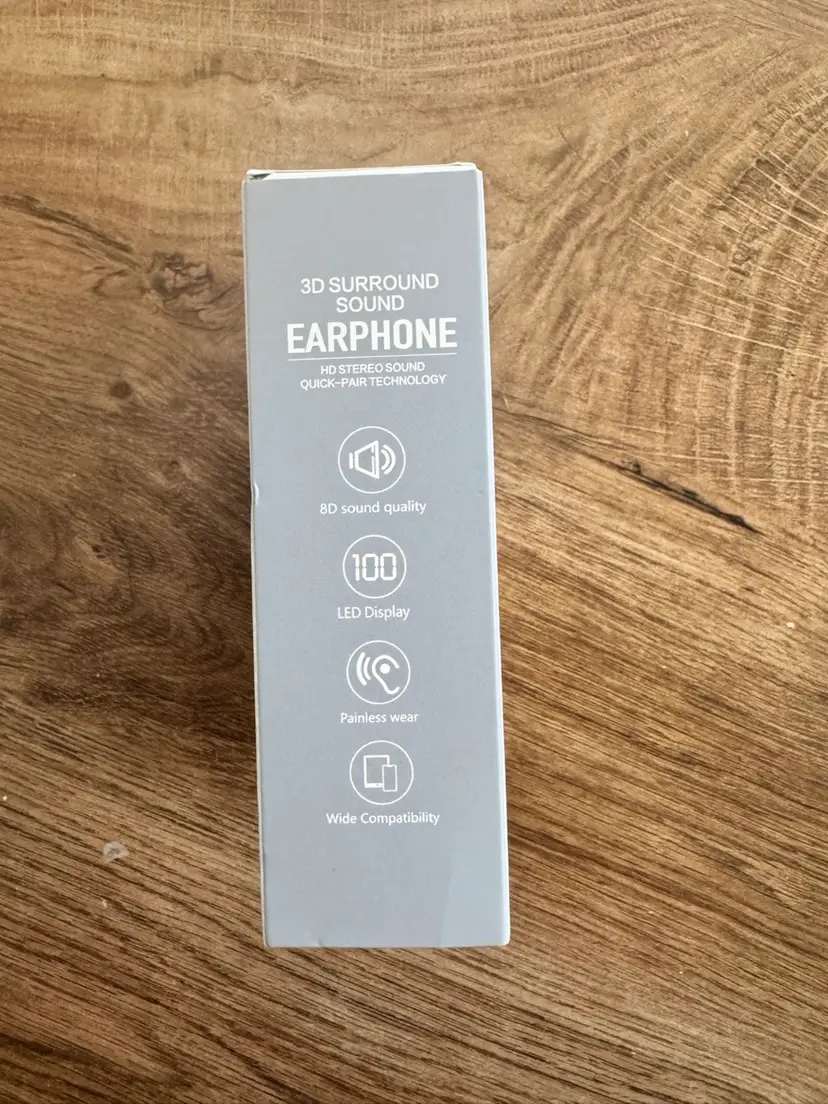 3D SURROUND
SOUND
EARPHONE
HD STEREO SOUND
QUICK-PAIR TECHNOLOGY
8D sound quality
100
LED Display
Painless wear
Wide Compatibility